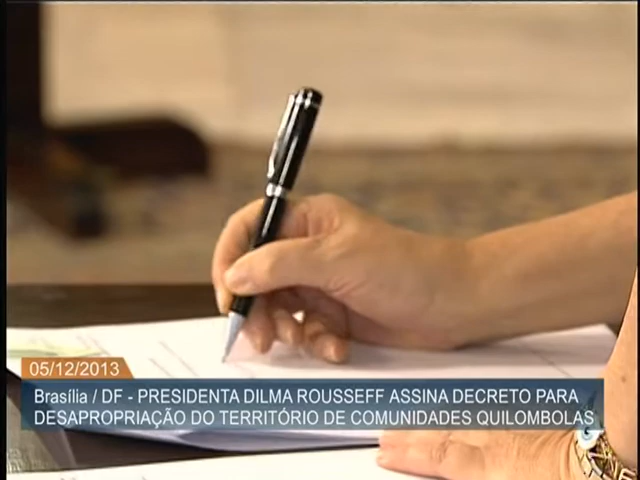 05/12/2013
Brasília / DF - PRESIDENTA DILMA ROUSSEFF ASSINA DECRETO PARA
DESAPROPRIAÇÃO DO TERRITÓRIO DE COMUNIDADES QUILOMBOLAS